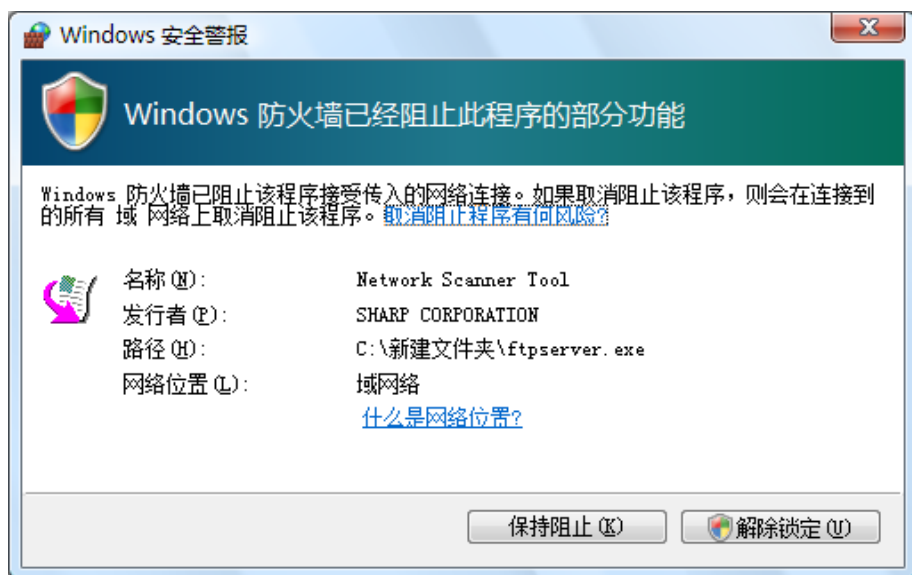 Windows 安全警报
Windows 防火墙已经阻止此程序的部分功能
Windows 防火墙已阻止该程序接受传入的网络连接。如果取消阻止该程序，则会在连接到
的所有 域 网络上取消阻止该程序。取消阻止程序有何风险?
名称(N): Network Scanner Tool
发行者(P): SHARP CORPORATION
路径(H): C:\新建文件夹\ftpserver.exe
网络位置(L): 域网络
什么是网络位置?
保持阻止(K) 解除锁定(U)